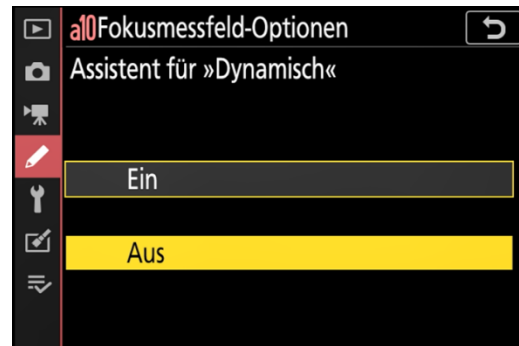 a10Fokusmessfeld-Optionen
Assistent für »Dynamisch«
Ein
Aus